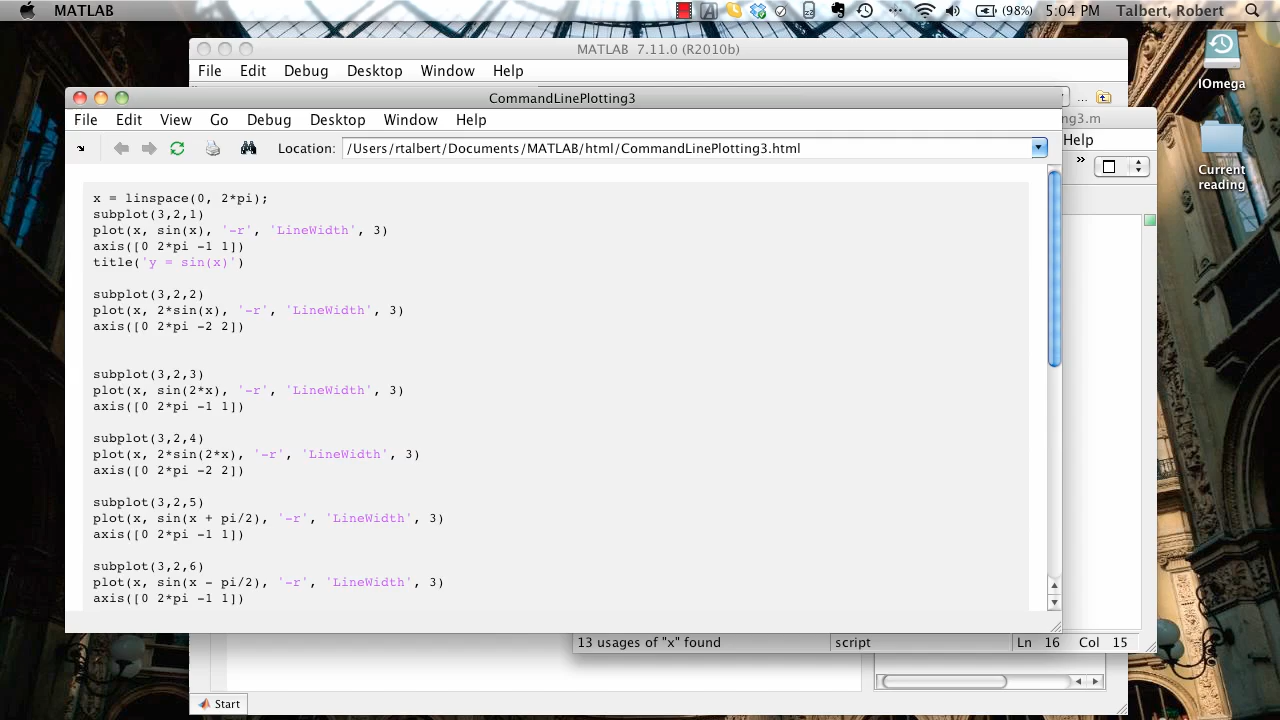 MATLAB (98%) 5:04 PM Talbert, Robert
MATLAB 7.11.0 (R2010b)
File Edit Debug Desktop Window Help
IOmega
CommandLinePlotting3
ng3.m
File Edit View Go Debug Desktop Window Help
Help
Location: /Users/rtalbert/Documents/MATLAB/html/CommandLinePlotting3.html
Current
reading
x = linspace(0, 2*pi);
subplot(3,2,1)
plot(x, sin(x), '-r', 'LineWidth', 3)
axis([0 2*pi -1 1])
title('y = sin(x)')
subplot(3,2,2)
plot(x, 2*sin(x), '-r', 'LineWidth', 3)
axis([0 2*pi -2 2])
subplot(3,2,3)
plot(x, sin(2*x), '-r', 'LineWidth', 3)
axis([0 2*pi -1 1])
subplot(3,2,4)
plot(x, 2*sin(2*x), '-r', 'LineWidth', 3)
axis([0 2*pi -2 2])
subplot(3,2,5)
plot(x, sin(x + pi/2), '-r', 'LineWidth', 3)
axis([0 2*pi -1 1])
subplot(3,2,6)
plot(x, sin(x - pi/2), '-r', 'LineWidth', 3)
axis([0 2*pi -1 1])
13 usages of "x" found script Ln 16 Col 15
Start